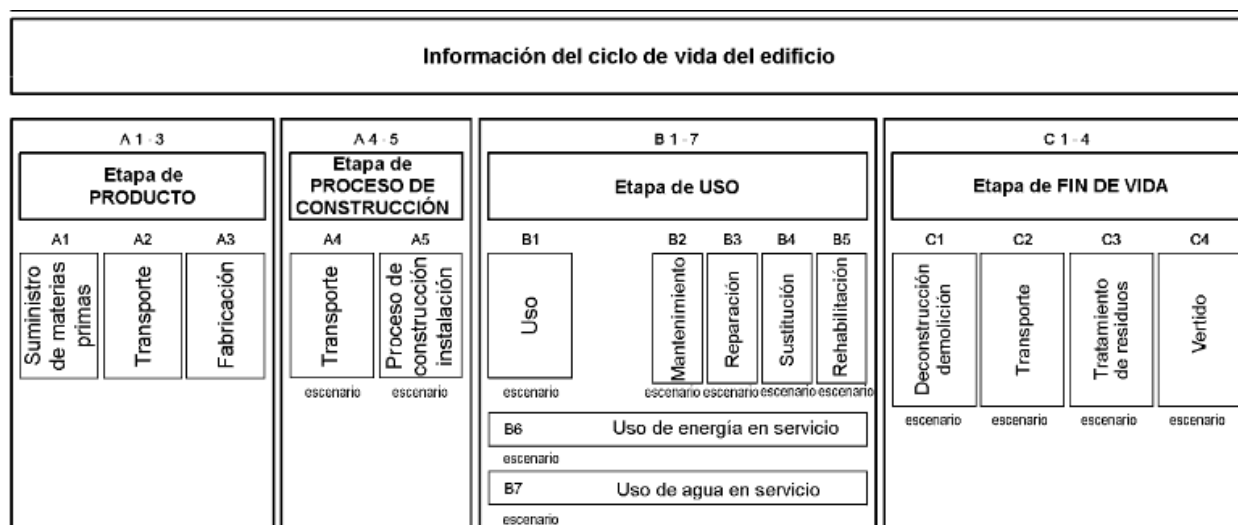 Información del ciclo de vida del edificio
A 1 - 3
Etapa de
PRODUCTO
A1
A2
A3
Suministro
de materias
primas
Transporte
Fabricación
A 4 - 5
Etapa de
PROCESO DE
CONSTRUCCIÓN
A4
A5
Transporte
Proceso de
construcción
instalación
escenario
escenario
B 1 - 7
Etapa de USO
B1
B2
B3
B4
B5
Uso
Mantenimiento
Reparación
Sustitución
Rehabilitación
escenario
escenario
escenario
escenario
escenario
B6 Uso de energía en servicio
escenario
B7 Uso de agua en servicio
escenario
C 1 - 4
Etapa de FIN DE VIDA
C1
C2
C3
C4
Deconstrucción
demolición
Transporte
Tratamiento
de residuos
Vertido
escenario
escenario
escenario
escenario